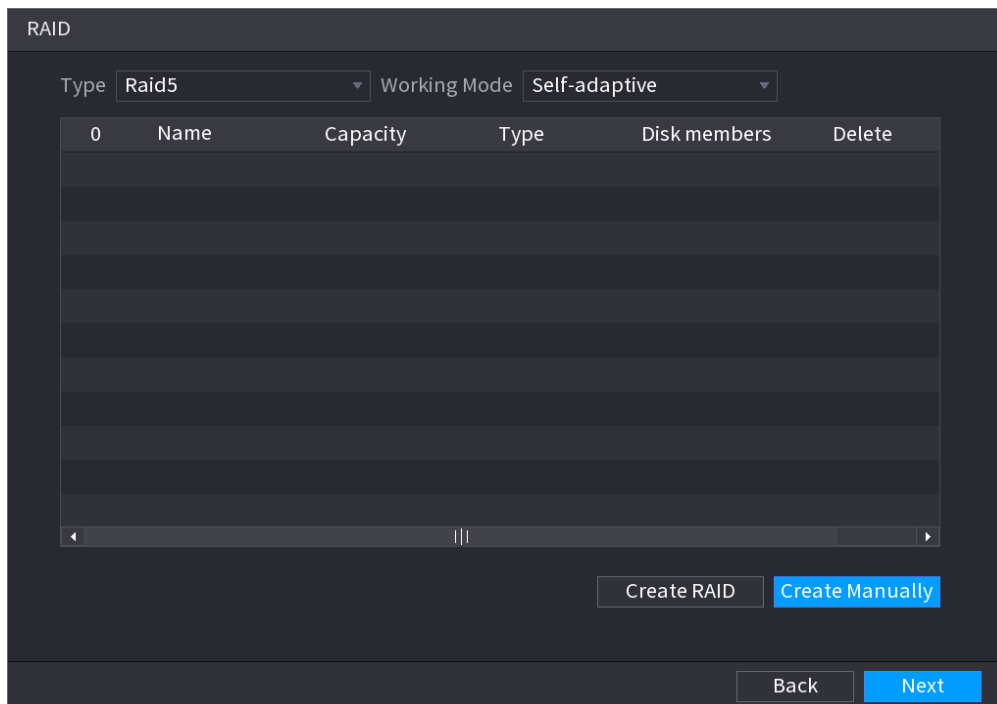 RAID
Type Raid5 Working Mode Self-adaptive
0 Name Capacity Type Disk members Delete
Create RAID Create Manually
Back Next